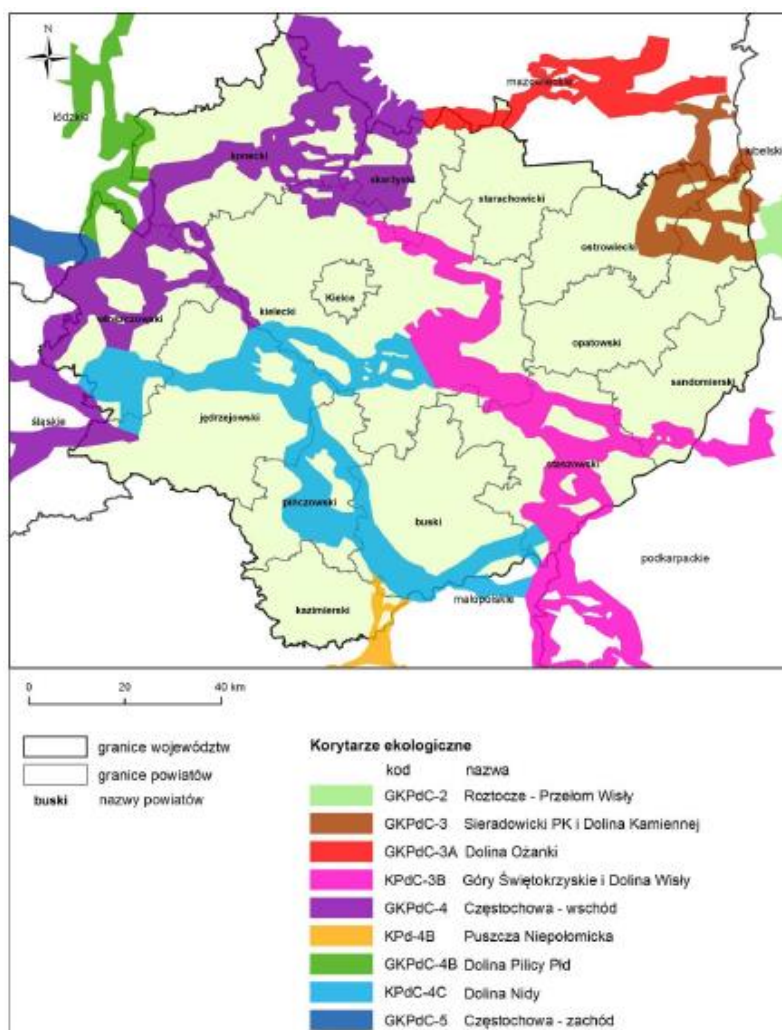 N
mazowieckie
łódzkie
konecki
lubelski
skarżyski
starachowicki
ostrowiecki
Kielce
włoszczowski
kielecki
opatowski
sandomierski
śląskie
jędrzejowski
staszowski
pińczowski
buski
podkarpackie
kazimierski
małopolskie
0 20 40 km
granice województw
granice powiatów
buski nazwy powiatów
Korytarze ekologiczne
kod nazwa
GKPdC-2 Roztocze - Przełom Wisły
GKPdC-3 Sieradowicki PK i Dolina Kamiennej
GKPdC-3A Dolina Ożanki
KPdC-3B Góry Świętokrzyskie i Dolina Wisły
GKPdC-4 Częstochowa - wschód
KPd-4B Puszcza Niepołomicka
GKPdC-4B Dolina Pilicy Płd
KPdC-4C Dolina Nidy
GKPdC-5 Częstochowa - zachód